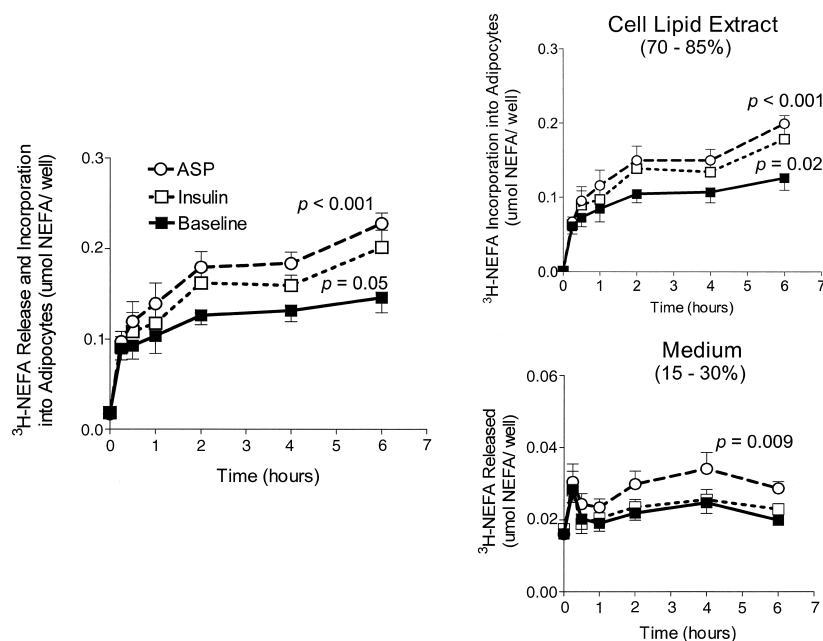 ³H-NEFA Release and Incorporation
into Adipocytes (umol NEFA/ well)
0.3
0.2
0.1
0.0
ASP
Insulin
Baseline
p < 0.001
p = 0.05
0 1 2 3 4 5 6 7
Time (hours)
Cell Lipid Extract
(70 - 85%)
³H-NEFA Incorporation into Adipocytes
(umol NEFA/ well)
0.3
0.2
0.1
0.0
p < 0.001
p = 0.02
0 1 2 3 4 5 6 7
Time (hours)
Medium
(15 - 30%)
³H-NEFA Released
(umol NEFA/ well)
0.06
0.04
0.02
0.00
p = 0.009
0 1 2 3 4 5 6 7
Time (hours)